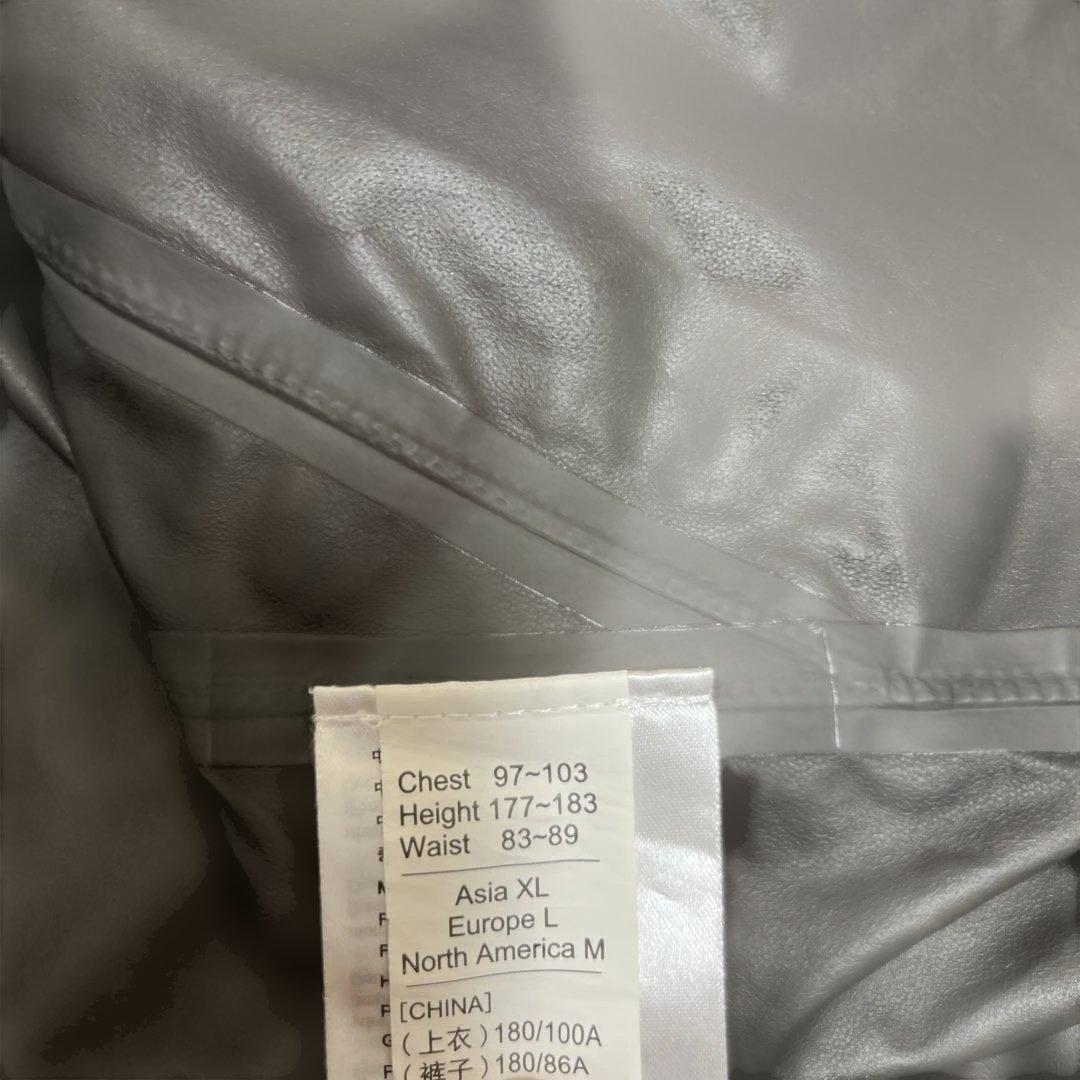 Chest 97~103
Height 177~183
Waist 83~89
Asia XL
Europe L
North America M
[CHINA]
(上衣)180/100A
(裤子)180/86A